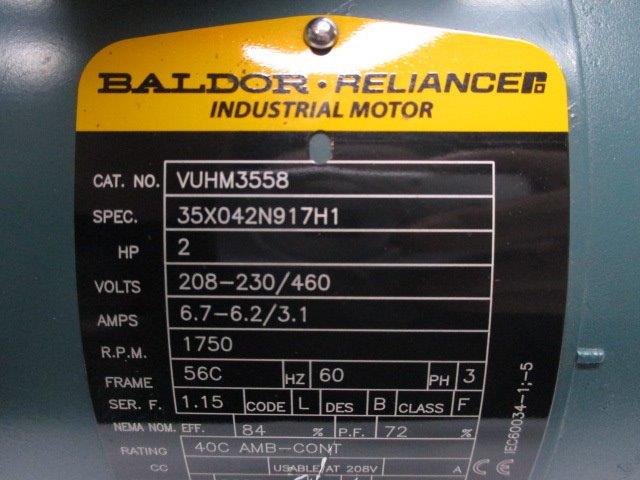 BALDOR • RELIANCE
INDUSTRIAL MOTOR
CAT. NO. VUHM3558
SPEC. 35X042N917H1
HP 2
VOLTS 208-230/460
AMPS 6.7-6.2/3.1
R.P.M. 1750
FRAME 56C HZ 60 PH 3
SER. F. 1.15 CODE L DES B CLASS F
NEMA NOM. EFF. 84 % P.F. 72 %
RATING 40C AMB-CONT
CC USABLE AT 208V A CE
IEC60034-1;-5